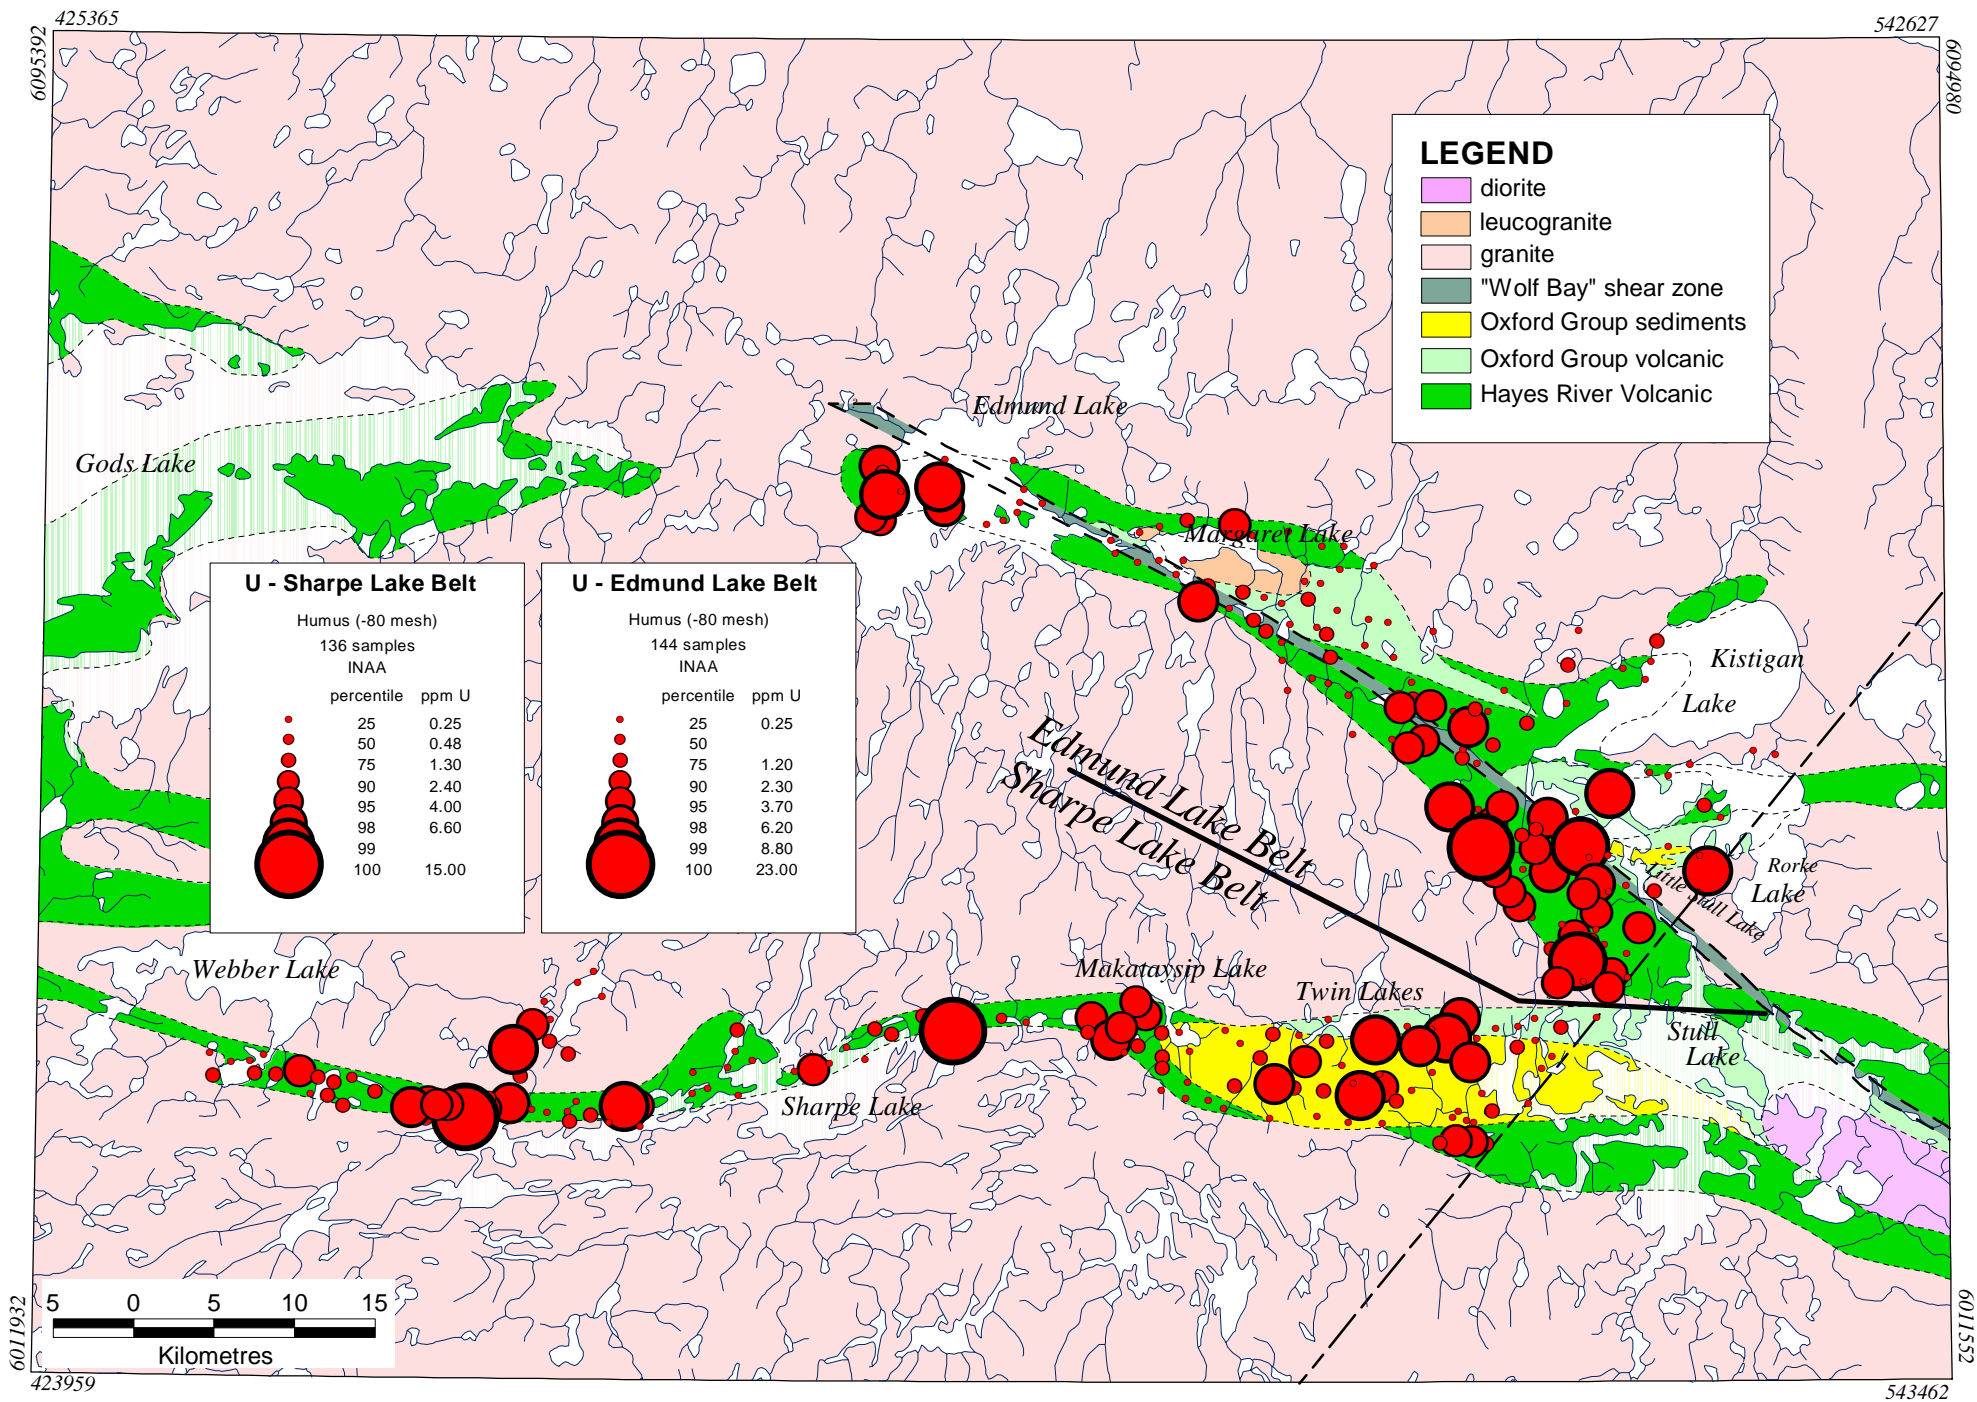 425365
542627
6095392
6094980
LEGEND
diorite
leucogranite
granite
"Wolf Bay" shear zone
Oxford Group sediments
Oxford Group volcanic
Hayes River Volcanic
Edmund Lake
Gods Lake
Margaret Lake
Kistigan
Lake
U - Sharpe Lake Belt
Humus (-80 mesh)
136 samples
INAA
percentile ppm U
25 0.25
50 0.48
75 1.30
90 2.40
95 4.00
98 6.60
99
100 15.00
U - Edmund Lake Belt
Humus (-80 mesh)
144 samples
INAA
percentile ppm U
25 0.25
50
75 1.20
90 2.30
95 3.70
98 6.20
99 8.80
100 23.00
Edmund Lake Belt
Sharpe Lake Belt
Rorke
Lake
Little Stull Lake
Webber Lake
Makataysip Lake
Twin Lakes
Stull
Lake
Sharpe Lake
5 0 5 10 15
Kilometres
6011932
6011552
423959
543462